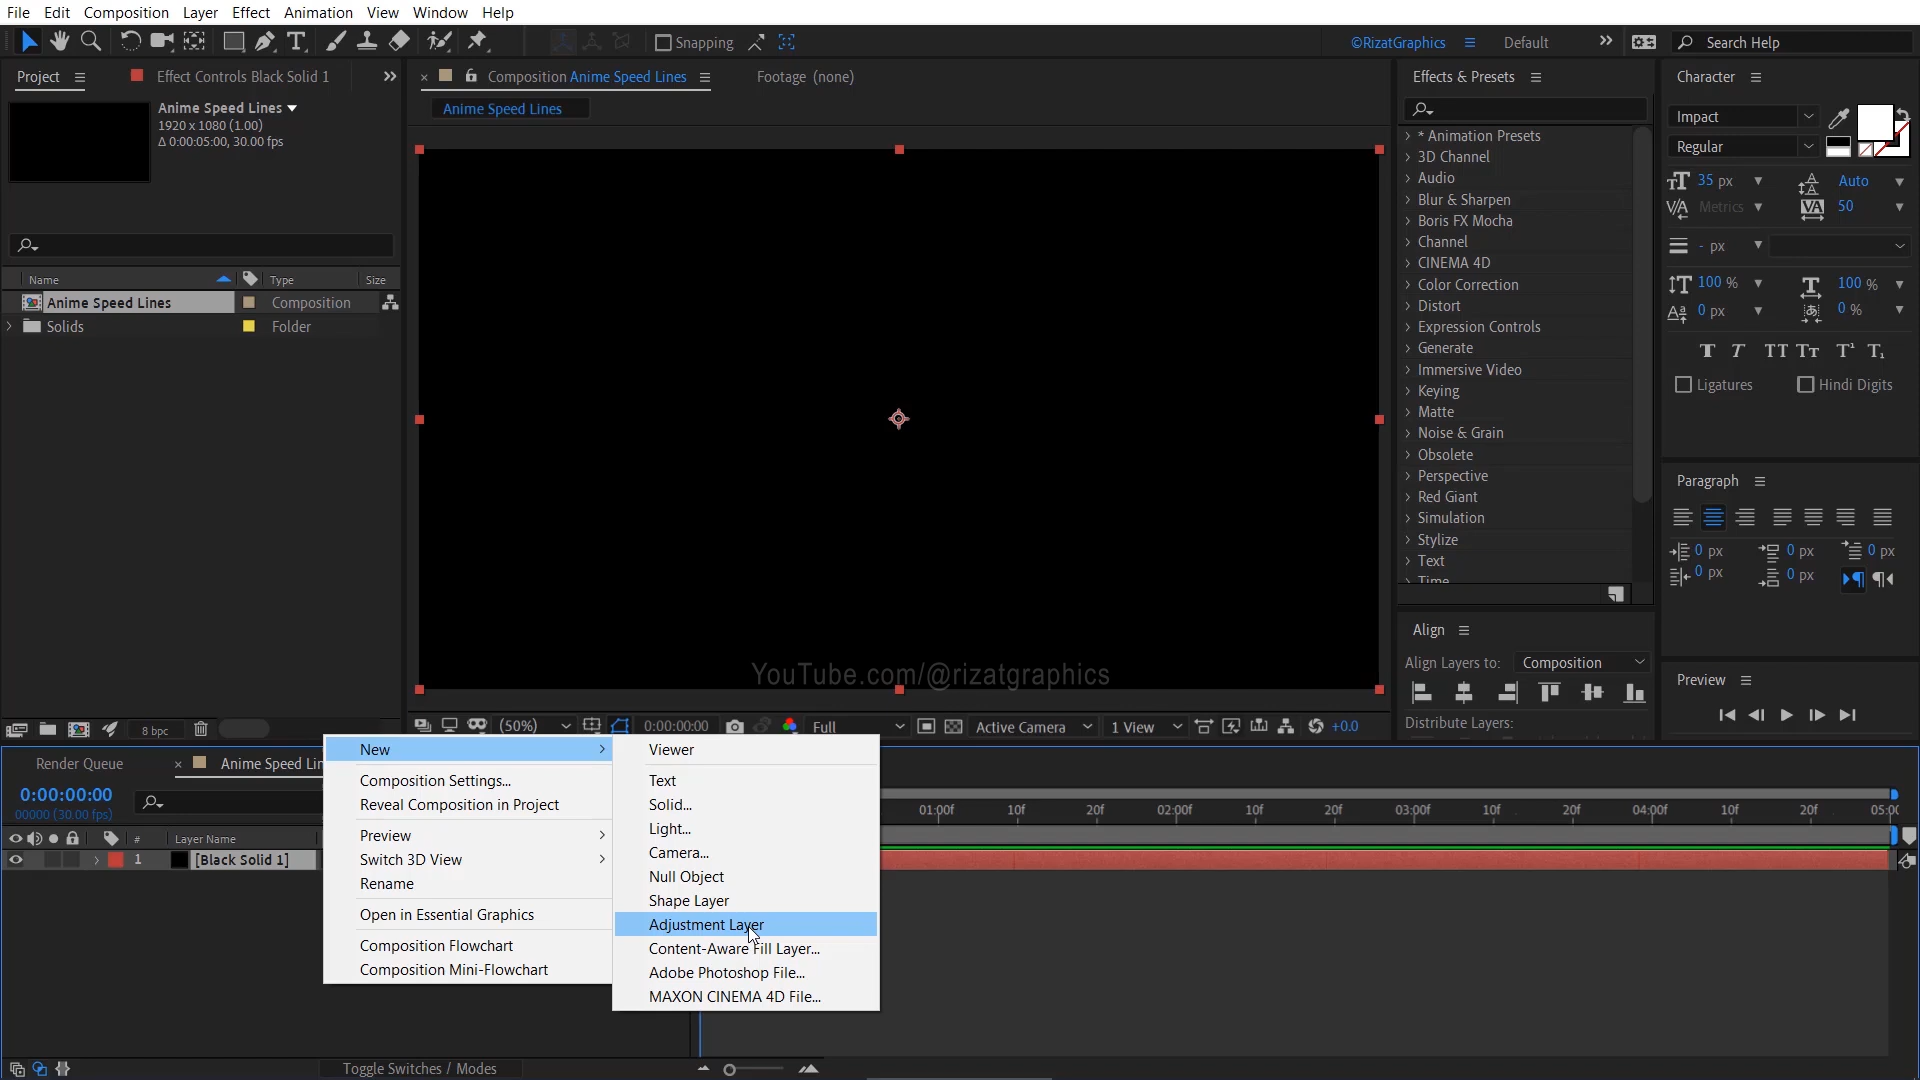 File Edit Composition Layer Effect Animation View Window Help
Snapping
©RizatGraphics Default Search Help
Project Effect Controls Black Solid 1
Composition Anime Speed Lines Footage (none)
Anime Speed Lines
Anime Speed Lines
1920 x 1080 (1.00)
Δ 0:00:05:00, 30.00 fps
Name Type Size
Anime Speed Lines Composition
Solids Folder
8 bpc
YouTube.com/@rizatgraphics
(50%) 0:00:00:00 Full Active Camera 1 View +0.0
Effects & Presets
* Animation Presets
3D Channel
Audio
Blur & Sharpen
Boris FX Mocha
Channel
CINEMA 4D
Color Correction
Distort
Expression Controls
Generate
Immersive Video
Keying
Matte
Noise & Grain
Obsolete
Perspective
Red Giant
Simulation
Stylize
Text
Time
Align
Align Layers to: Composition
Distribute Layers:
Character
Impact
Regular
35 px Auto
Metrics 50
- px
100 % 100 %
0 px 0 %
Ligatures Hindi Digits
Paragraph
0 px 0 px 0 px
0 px 0 px
Preview
Render Queue Anime Speed Lin
0:00:00:00
00000 (30.00 fps)
# Layer Name
1 [Black Solid 1]
01:00f 10f 20f 02:00f 10f 20f 03:00f 10f 20f 04:00f 10f 20f 05:00
New
Composition Settings...
Reveal Composition in Project
Preview
Switch 3D View
Rename
Open in Essential Graphics
Composition Flowchart
Composition Mini-Flowchart
Viewer
Text
Solid...
Light...
Camera...
Null Object
Shape Layer
Adjustment Layer
Content-Aware Fill Layer...
Adobe Photoshop File...
MAXON CINEMA 4D File...
Toggle Switches / Modes